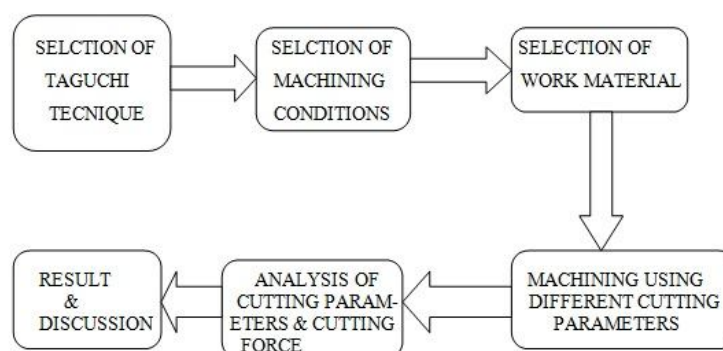 SELCTION OF
TAGUCHI
TECNIQUE
SELCTION OF
MACHINING
CONDITIONS
SELECTION OF
WORK MATERIAL
MACHINING USING
DIFFERENT CUTTING
PARAMETERS
ANALYSIS OF
CUTTING PARAM-
ETERS & CUTTING
FORCE
RESULT
&
DISCUSSION